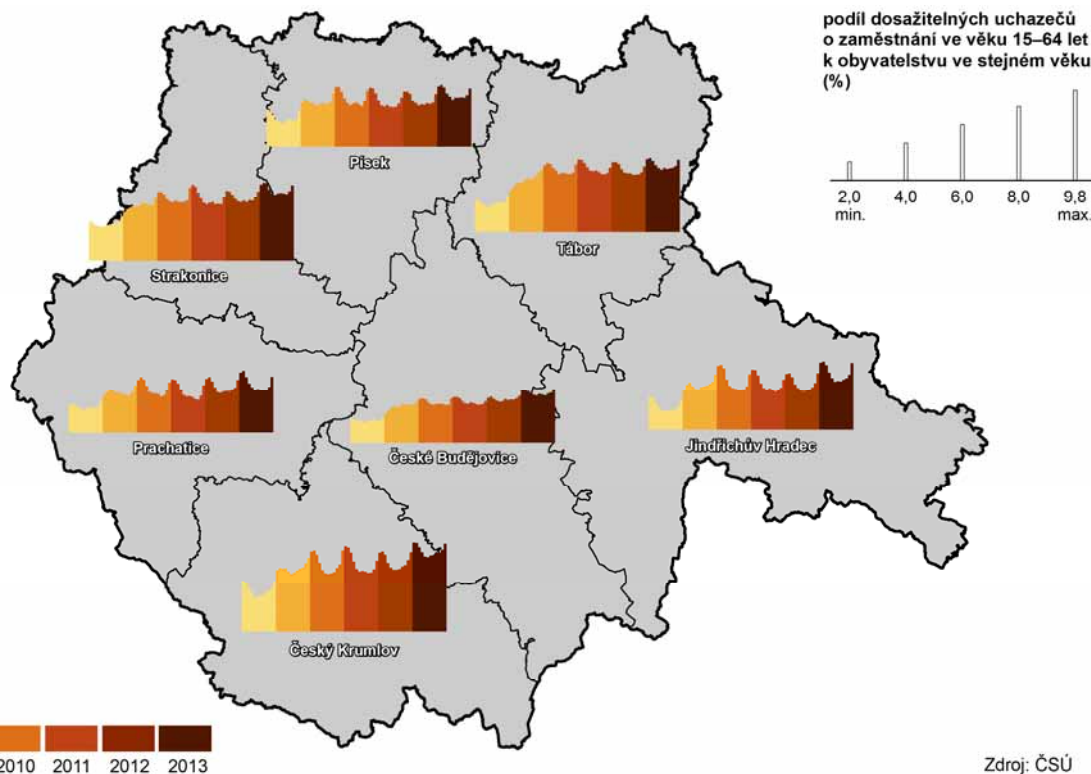 podíl dosažitelných uchazečů
o zaměstnání ve věku 15–64 let
k obyvatelstvu ve stejném věku
(%)
2,0 4,0 6,0 8,0 9,8
min. max.
Písek
Tábor
Strakonice
Prachatice
České Budějovice
Jindřichův Hradec
Český Krumlov
2010 2011 2012 2013
Zdroj: ČSÚ